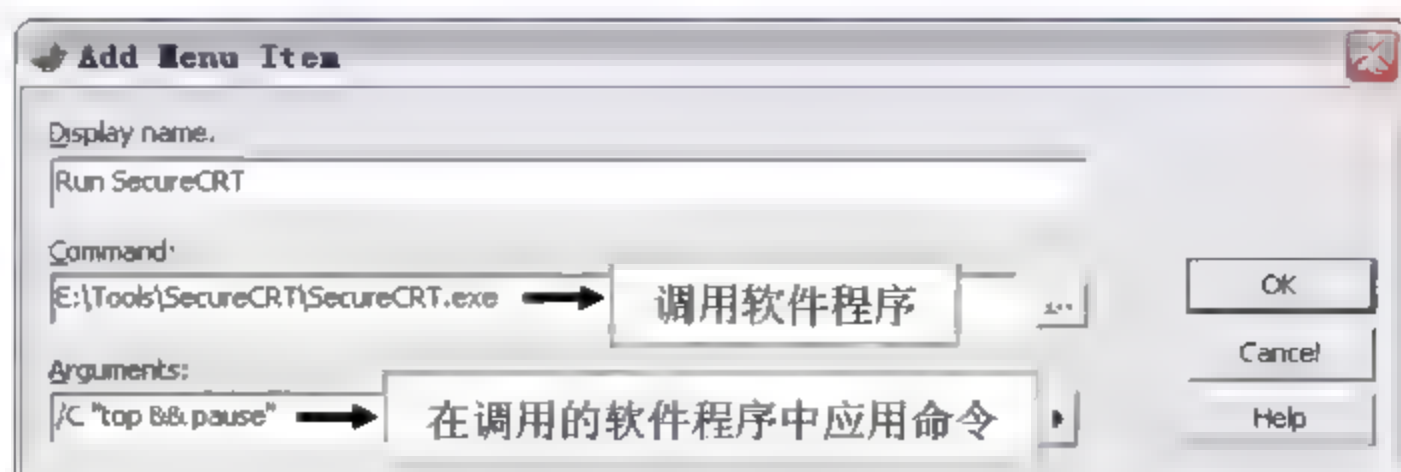 Add Menu Item
Display name:
Run SecureCRT
Command:
E:\Tools\SecureCRT\SecureCRT.exe 调用软件程序 ...
OK
Cancel
Arguments:
/C "top && pause" 在调用的软件程序中应用命令
Help